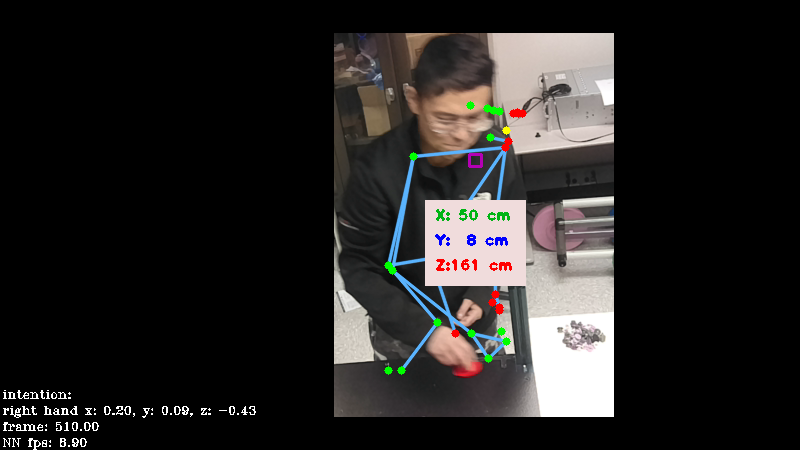 X: 50 cm
Y: 8 cm
Z:161 cm
intention:
right hand x: 0.20, y: 0.09, z: -0.43
frame: 510.00
NN fps: 8.90